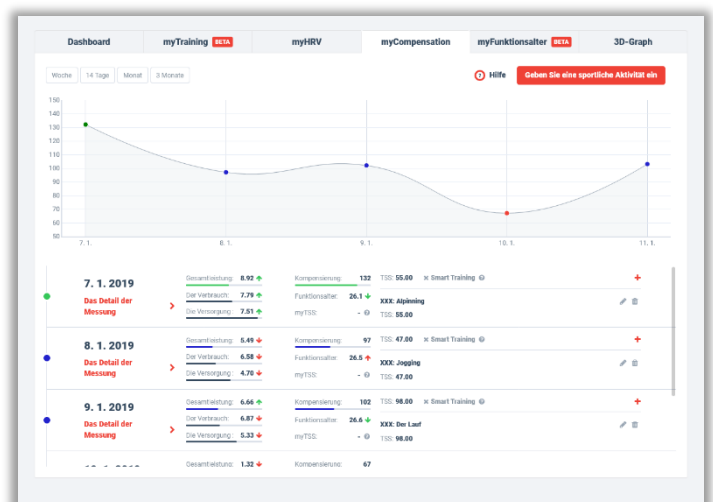 Dashboard myTraining BETA myHRV myCompensation myFunktionsalter BETA 3D-Graph
Woche 14 Tage Monat 3 Monate ? Hilfe Geben Sie eine sportliche Aktivität ein
150
140
130
120
110
100
90
80
70
60
50
7. 1. 8. 1. 9. 1. 10. 1. 11. 1.
7. 1. 2019
Das Detail der
Messung
Gesamtleistung: 8.92
Der Verbrauch: 7.79
Die Versorgung: 7.51
Kompensierung: 132
Funktionsalter: 26.1
myTSS: -
TSS: 55.00 × Smart Training
XXX: Alpinning
TSS: 55.00
8. 1. 2019
Das Detail der
Messung
Gesamtleistung: 5.49
Der Verbrauch: 6.58
Die Versorgung: 4.70
Kompensierung: 97
Funktionsalter: 26.5
myTSS: -
TSS: 47.00 × Smart Training
XXX: Jogging
TSS: 47.00
9. 1. 2019
Das Detail der
Messung
Gesamtleistung: 6.66
Der Verbrauch: 6.87
Die Versorgung: 5.33
Kompensierung: 102
Funktionsalter: 26.6
myTSS: -
TSS: 98.00 × Smart Training
XXX: Der Lauf
TSS: 98.00
Gesamtleistung: 1.32
Kompensierung: 67